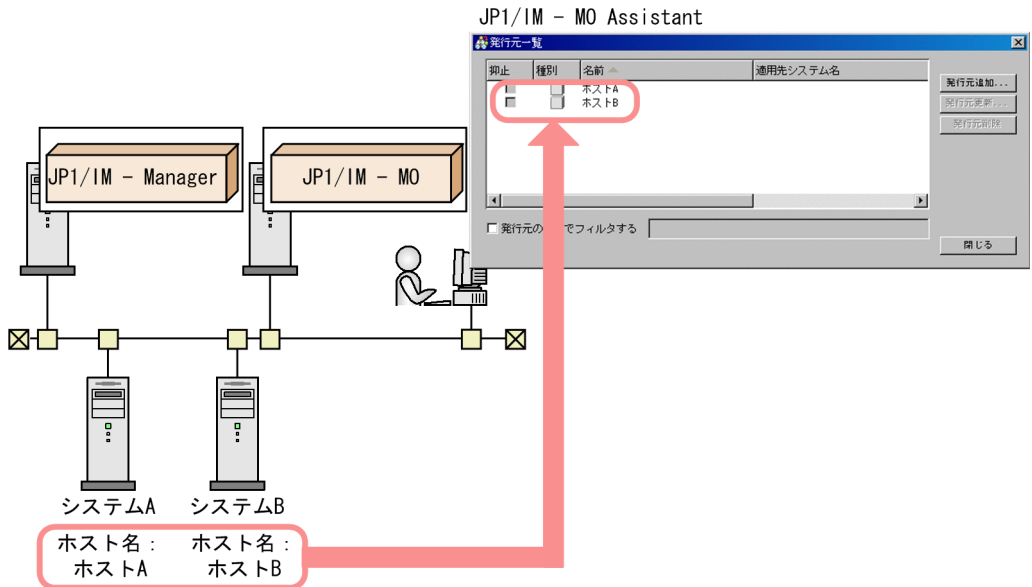 JP1/IM － MO Assistant
発行元一覧
抑止 種別 名前 適用先システム名
ホストA
ホストB
発行元追加...
発行元更新...
発行元削除
発行元の でフィルタする
閉じる
JP1/IM － Manager
JP1/IM － MO
システムA システムB
ホスト名： ホスト名：
ホストA ホストB